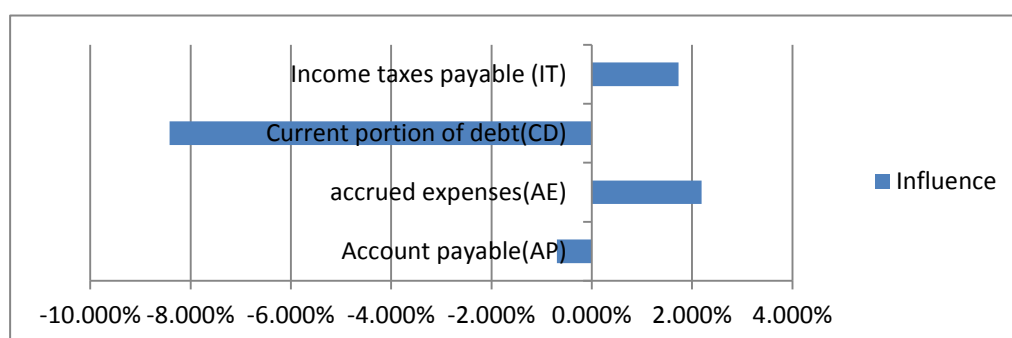 Income taxes payable (IT)
Current portion of debt(CD)
accrued expenses(AE)
Account payable(AP)
Influence
-10.000% -8.000% -6.000% -4.000% -2.000% 0.000% 2.000% 4.000%